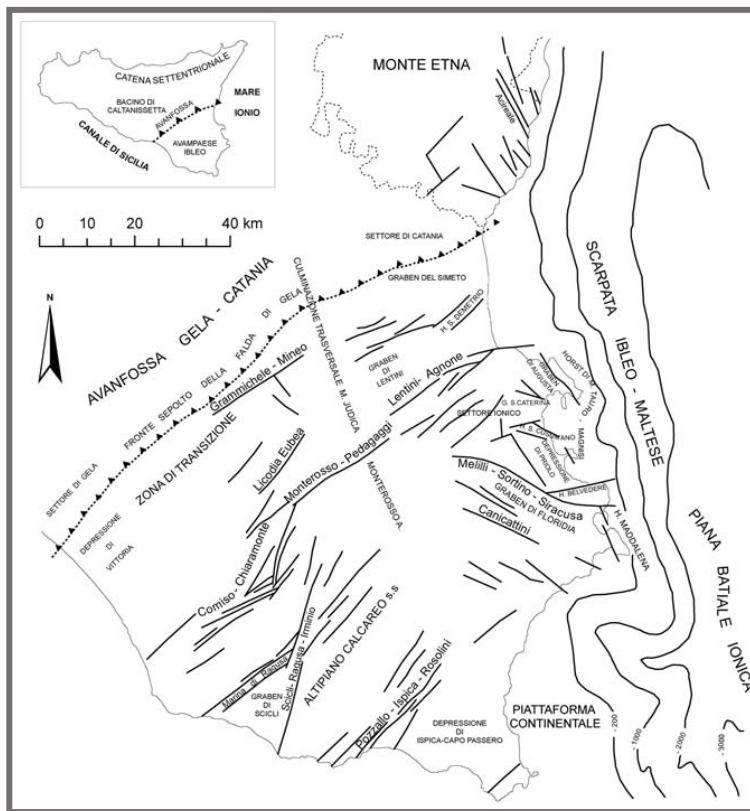 CATENA SETTENTRIONALE
BACINO DI
CALTANISSETTA
MARE
IONIO
AVANFOSSA
AVAMPAESE
IBLEO
CANALE DI SICILIA
MONTE ETNA
Acireale
0 10 20 40 km
N
SETTORE DI CATANIA
GRABEN DEL SIMETO
AVANFOSSA GELA - CATANIA
CULMINAZIONE TRASVERSALE M. JUDICA
MONTEROSSO A.
SETTORE DI GELA
FRONTE SEPOLTO DELLA FALDA DI GELA
ZONA DI TRANSIZIONE
Grammichele - Mineo
H. S. DEMETRIO
GRABEN
DI
LENTINI
Lentini - Agnone
GRABEN
D'AUGUSTA
HORST DI M. TAURO - MAGNISI
G. S. CATERINA
SETTORE IONICO
DEPRESSIONE
DI PRIOLO
SCARPATA IBLEO - MALTESE
Licodia Eubea
Monterosso - Pedagaggi
Melilli - Sortino - Siracusa
GRABEN DI FLORIDIA
H. BELVEDERE
Canicattini
H. MADDALENA
DEPRESSIONE
DI
VITTORIA
Comiso - Chiaramonte
PIANA BATIALE IONICA
Marina di Ragusa
Scicli - Ragusa - Irminio
ALTIPIANO CALCAREO s.s
GRABEN
DI
SCICLI
Pozzallo - Ispica - Rosolini
DEPRESSIONE
DI
ISPICA-CAPO PASSERO
PIATTAFORMA
CONTINENTALE
- 200
- 1000
- 2000
- 3000